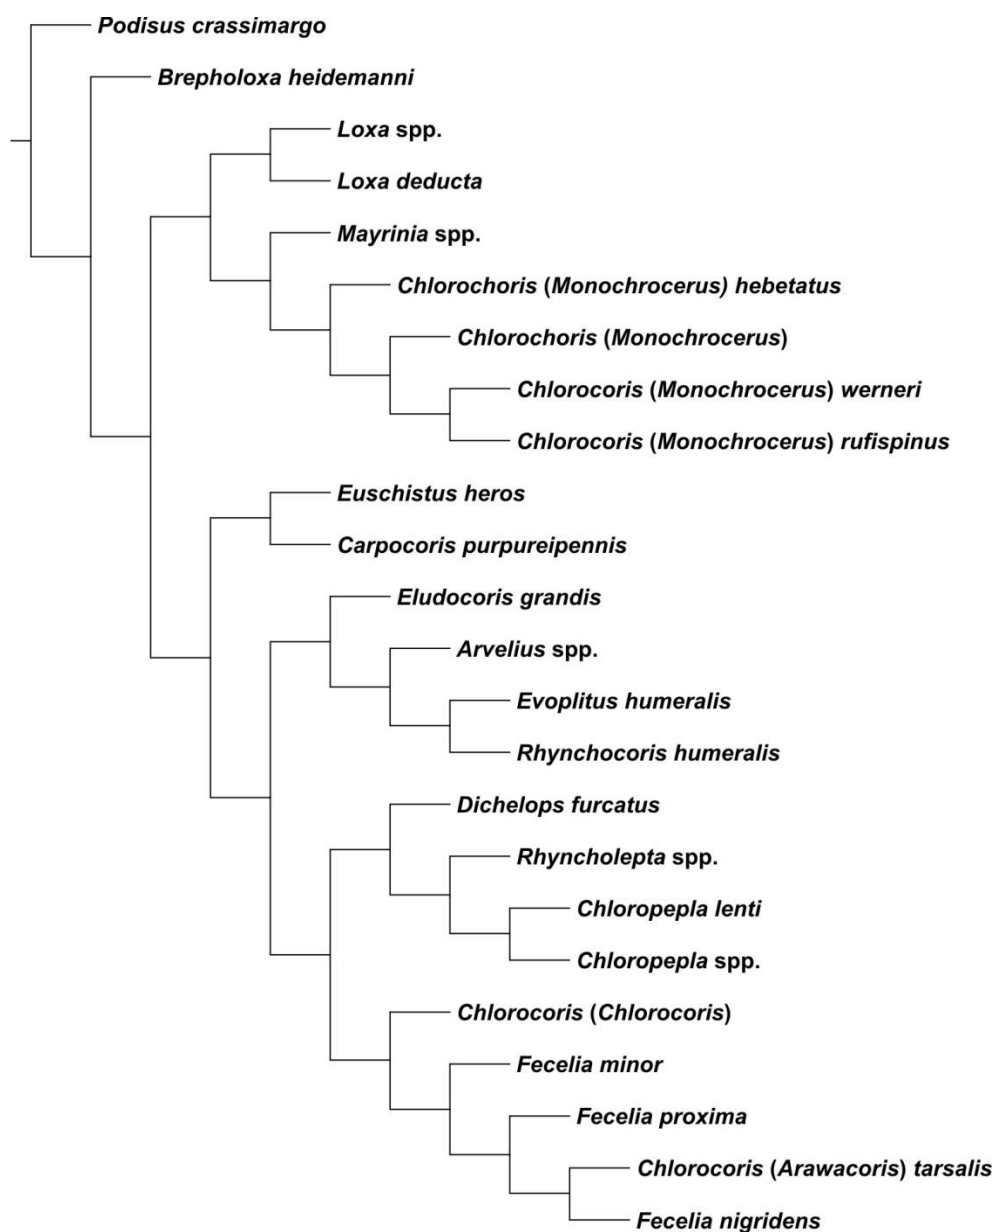 Podisus crassimargo
Brepholoxa heidemanni
Loxa spp.
Loxa deducta
Mayrinia spp.
Chlorochoris (Monochrocerus) hebetatus
Chlorochoris (Monochrocerus)
Chlorocoris (Monochrocerus) werneri
Chlorocoris (Monochrocerus) rufispinus
Euschistus heros
Carpocoris purpureipennis
Eludocoris grandis
Arvelius spp.
Evoplitus humeralis
Rhynchocoris humeralis
Dichelops furcatus
Rhyncholepta spp.
Chloropepla lenti
Chloropepla spp.
Chlorocoris (Chlorocoris)
Fecelia minor
Fecelia proxima
Chlorocoris (Arawacoris) tarsalis
Fecelia nigridens